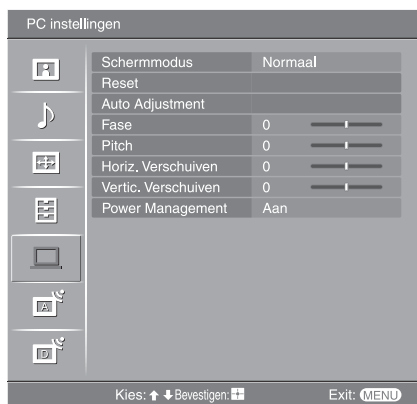 PC instellingen
Schermmodus Normaal
Reset
Auto Adjustment
Fase 0
Pitch 0
Horiz. Verschuiven 0
Vertic. Verschuiven 0
Power Management Aan
A
D
Kies: ↑ ↓ Bevestigen: Exit: MENU